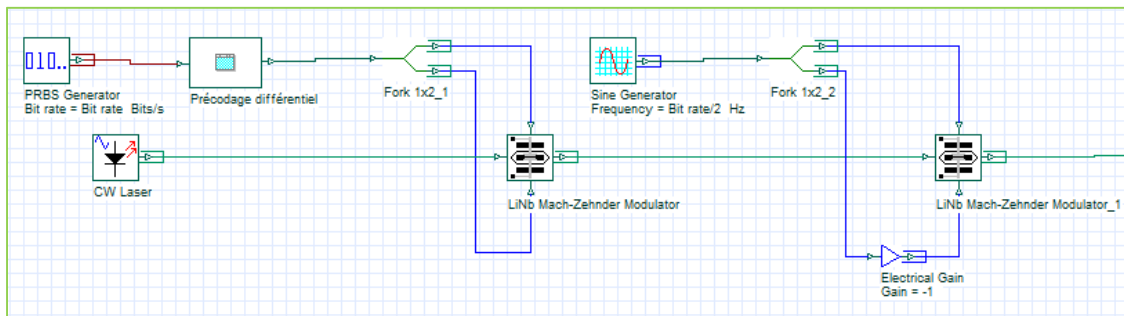 010..
PRBS Generator
Bit rate = Bit rate  Bits/s
Précodage différentiel
Fork 1x2_1
Sine Generator
Frequency = Bit rate/2  Hz
Fork 1x2_2
CW Laser
LiNb Mach-Zehnder Modulator
LiNb Mach-Zehnder Modulator_1
Electrical Gain
Gain = -1